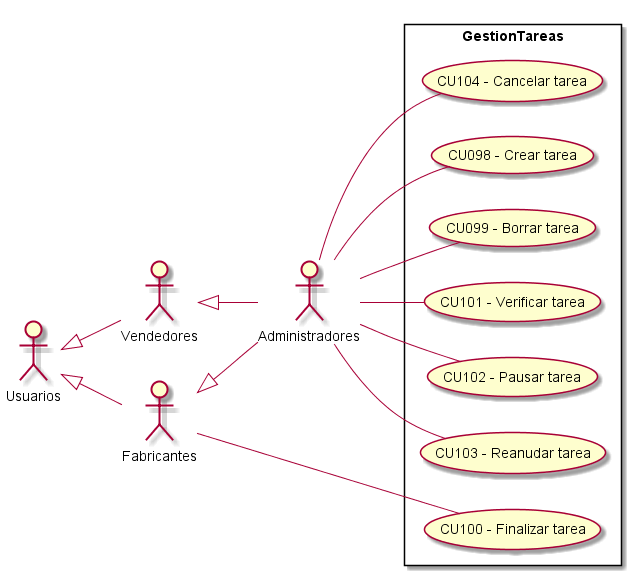 GestionTareas
CU104 - Cancelar tarea
CU098 - Crear tarea
CU099 - Borrar tarea
CU101 - Verificar tarea
Vendedores
Administradores
CU102 - Pausar tarea
Usuarios
Fabricantes
CU103 - Reanudar tarea
CU100 - Finalizar tarea